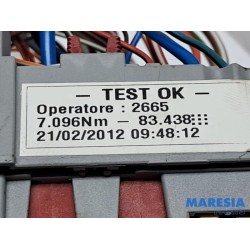 — TEST OK —
Operatore : 2665
7.096Nm — 83.438
21/02/2012 09:48:12
MARESIA